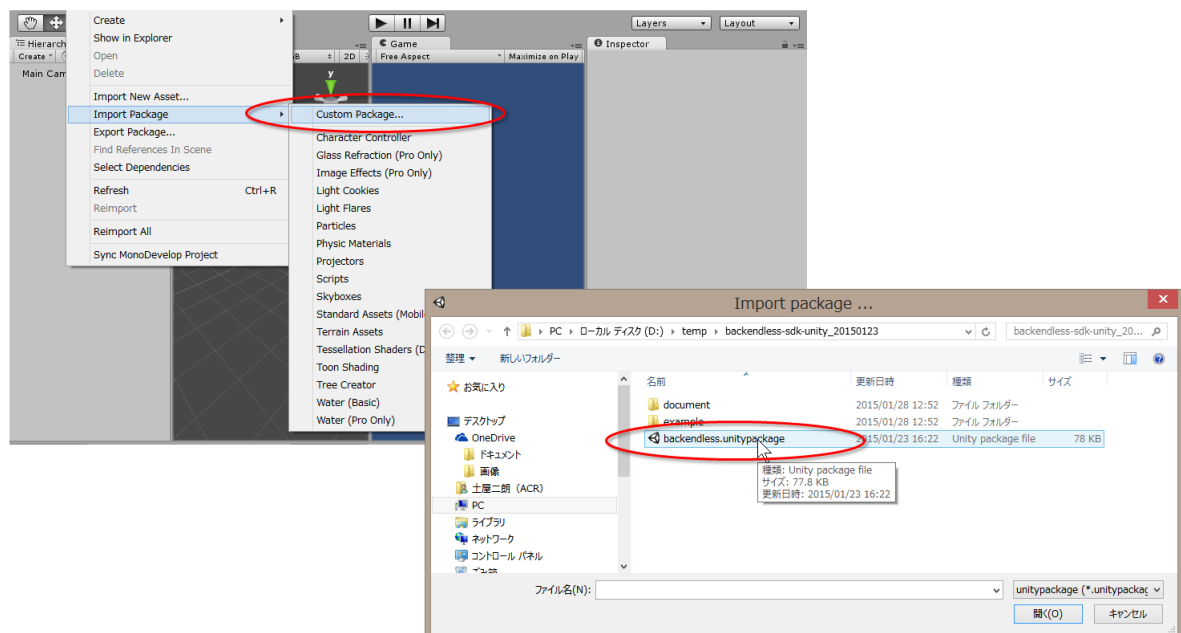 Create
Show in Explorer
Open
Delete
Import New Asset...
Import Package
Export Package...
Find References In Scene
Select Dependencies
Refresh Ctrl+R
Reimport
Reimport All
Sync MonoDevelop Project
Hierarch
Create
Main Cam
2D
y
Game
Free Aspect
Maximize on Play
Layers
Layout
Inspector
Custom Package...
Character Controller
Glass Refraction (Pro Only)
Image Effects (Pro Only)
Light Cookies
Light Flares
Particles
Physic Materials
Projectors
Scripts
Skyboxes
Standard Assets (Mobil
Terrain Assets
Tessellation Shaders (D
Toon Shading
Tree Creator
Water (Basic)
Water (Pro Only)
Import package ...
PC ローカル ディスク (D:) temp backendless-sdk-unity_20150123
backendless-sdk-unity_20...
整理 新しいフォルダー
お気に入り
デスクトップ
OneDrive
ドキュメント
画像
土屋二朗 (ACR)
PC
ライブラリ
ネットワーク
コントロール パネル
ごみ箱
名前 更新日時 種類 サイズ
document 2015/01/28 12:52 ファイル フォルダー
example 2015/01/28 12:52 ファイル フォルダー
backendless.unitypackage 2015/01/23 16:22 Unity package file 78 KB
種類: Unity package file
サイズ: 77.8 KB
更新日時: 2015/01/23 16:22
ファイル名(N):
unitypackage (*.unitypackag
開く(O) キャンセル